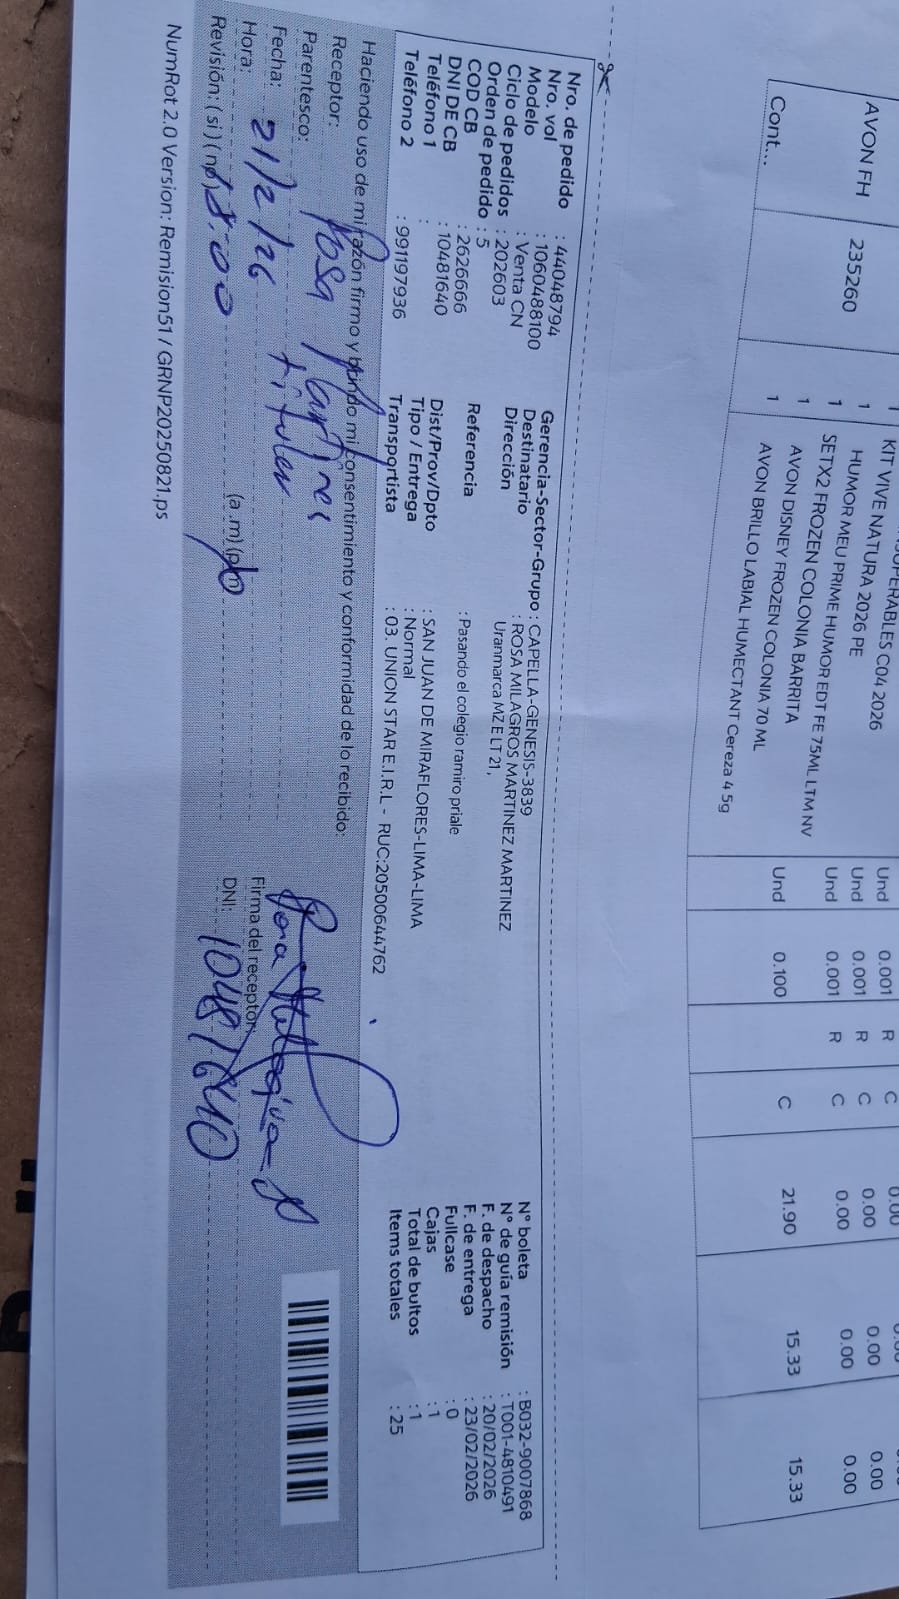 KIT VIVE NATURA 2026 PE
HUMOR MEU PRIME HUMOR EDT FE 75ML LTM NV
SETX2 FROZEN COLONIA BARRITA
AVON DISNEY FROZEN COLONIA 70 ML
AVON BRILLO LABIAL HUMECTANT Cereza 4 5g
C04 2026
1
1
1
1
1
Und 0.001 R C 0.00
Und 0.001 R C 0.00 0.00 0.00
Und 0.001 R C 0.00 0.00 0.00
AVON FH 235260
Und 0.100 C 21.90 15.33 15.33
Cont...
Nro. de pedido : 44048794
Nro. vol : 1060488100
Modelo : Venta CN
Ciclo de pedidos : 202603
Orden de pedido : 5
COD CB : 2626666
DNI DE CB : 10481640
Teléfono 1 :
Teléfono 2 : 991197936
Gerencia-Sector-Grupo : CAPELLA-GENESIS-3839
Destinatario : ROSA MILAGROS MARTINEZ MARTINEZ
Dirección Uranmarca MZ E LT 21,
Referencia : Pasando el colegio ramiro priale
Dist/Prov/Dpto : SAN JUAN DE MIRAFLORES-LIMA-LIMA
Tipo / Entrega : Normal
Transportista : 03. UNION STAR E.I.R.L - RUC:20500644762
N° boleta : B032-9007868
N° de guía remisión : T001-4810491
F. de despacho : 20/02/2026
F. de entrega : 23/02/2026
Fullcase : 0
Cajas : 1
Total de bultos : 1
Items totales : 25
Haciendo uso de mi razón firmo y brindo mi consentimiento y conformidad de lo recibido:
Receptor: Rosa Martinez
Parentesco: titular
Fecha: 21/2/26
Hora: 18:00 (a .m) (p
Revisión: (si) (no)
Firma del receptor
DNI: 10481640
NumRot 2.0 Version: Remision51 / GRNP20250821.ps